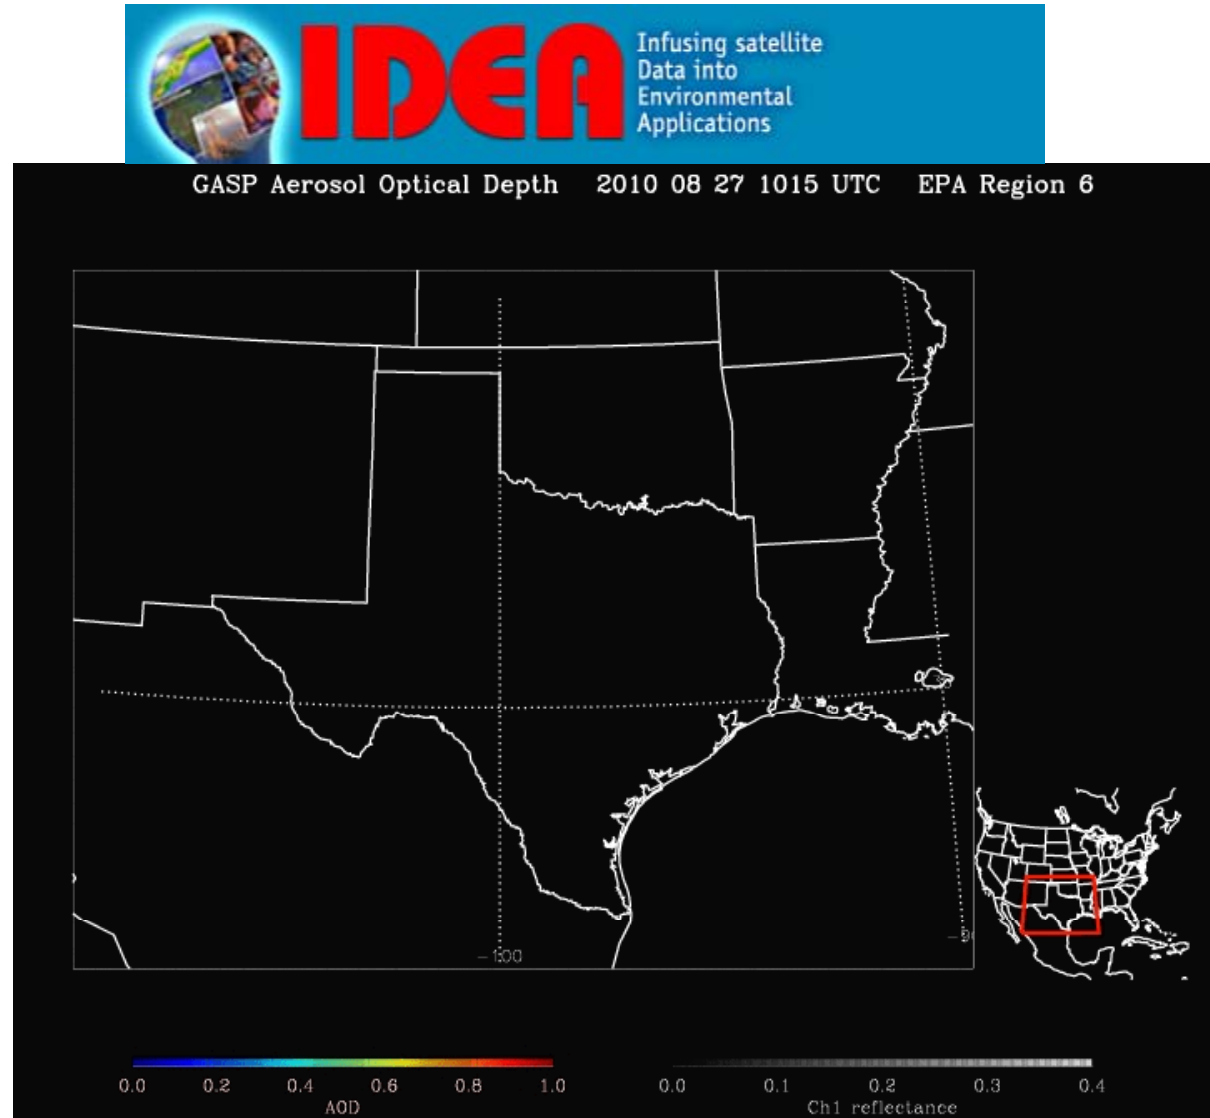 IDEA
Infusing satellite
Data into
Environmental
Applications
GASP Aerosol Optical Depth 2010 08 27 1015 UTC EPA Region 6
-100
0.0 0.2 0.4 0.6 0.8 1.0
AOD
0.0 0.1 0.2 0.3 0.4
Ch1 reflectance